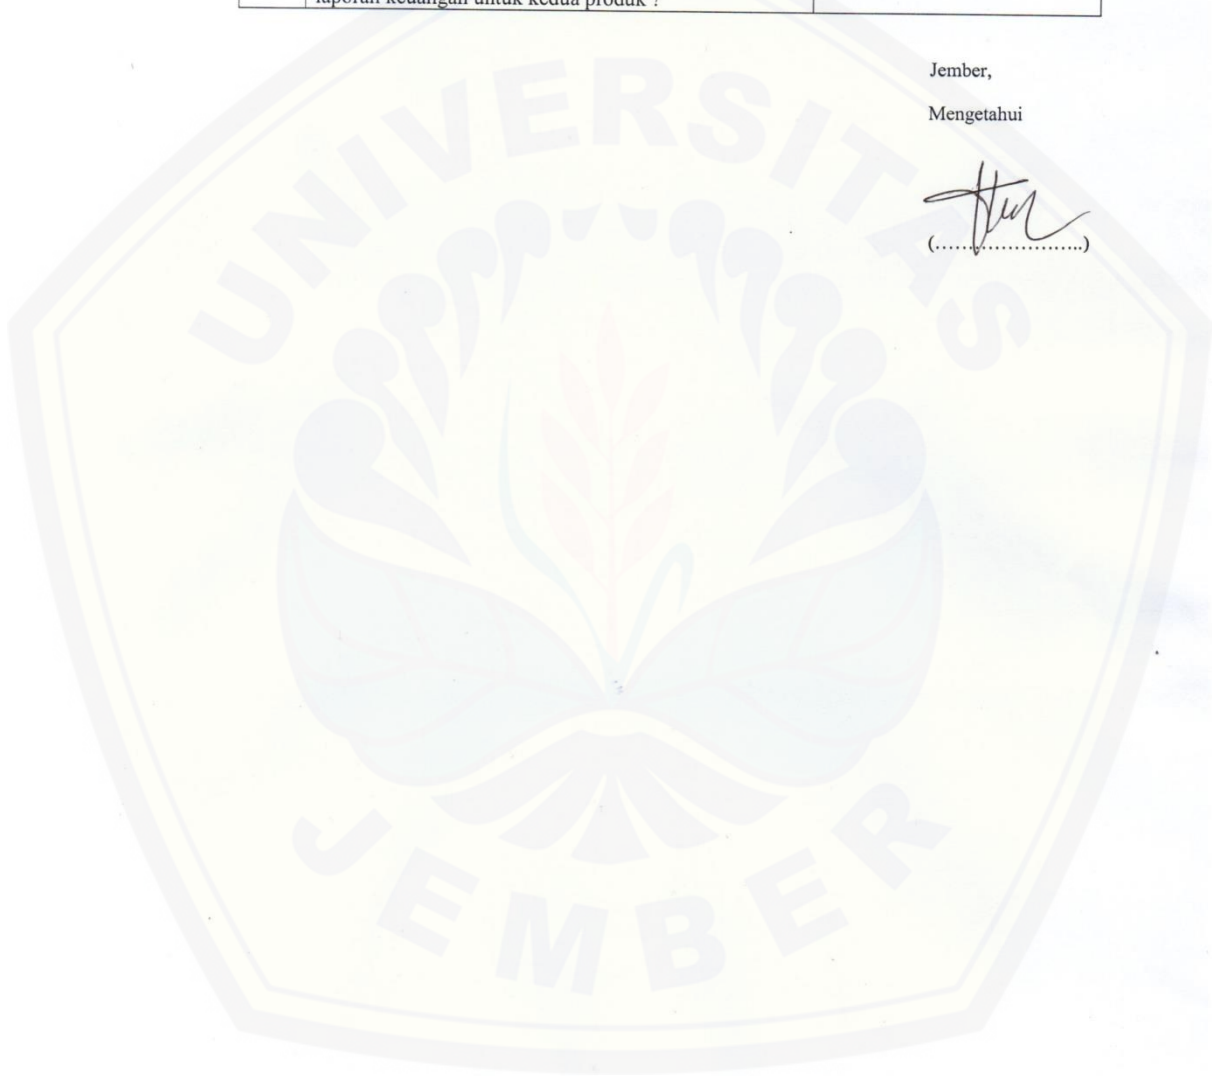 laporan keuangan untuk kedua produk ?
Jember,
Mengetahui
(........................)
UNIVERSITAS
JEMBER